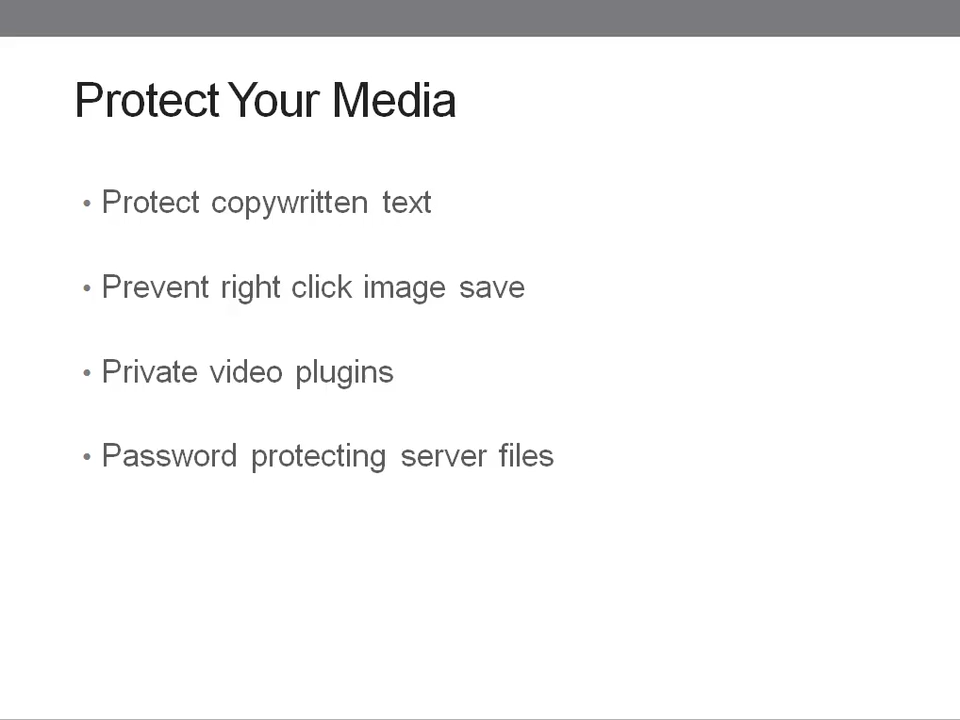 Protect Your Media
• Protect copywritten text
• Prevent right click image save
• Private video plugins
• Password protecting server files